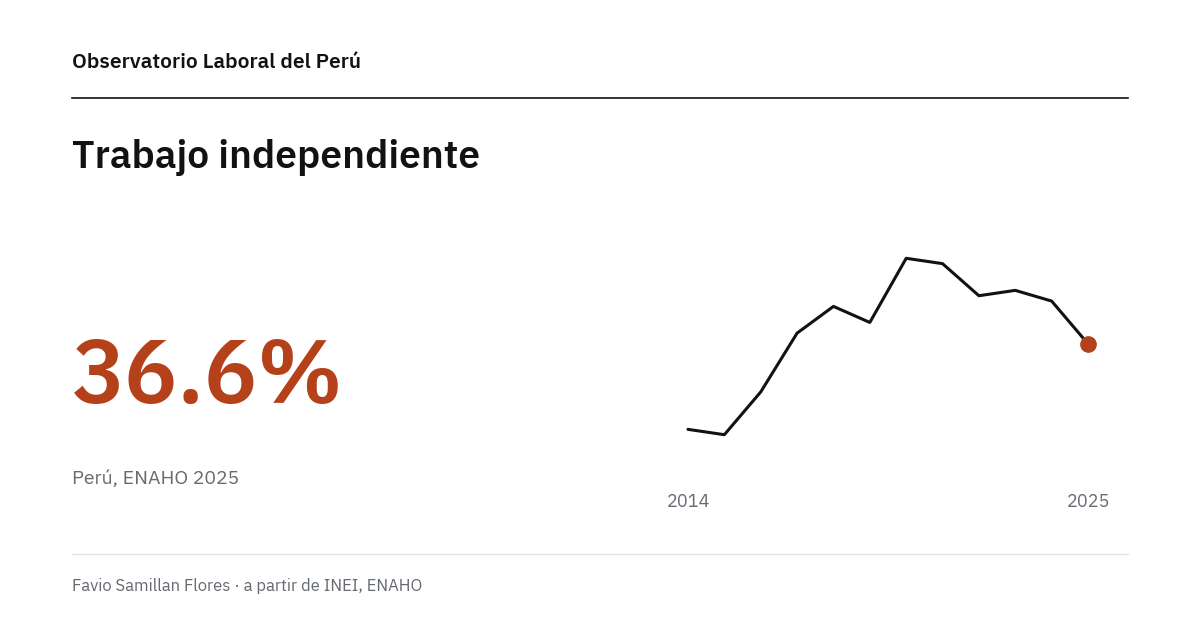 Observatorio Laboral del Perú
Trabajo independiente
36.6%
Perú, ENAHO 2025
2014
2025
Favio Samillan Flores · a partir de INEI, ENAHO